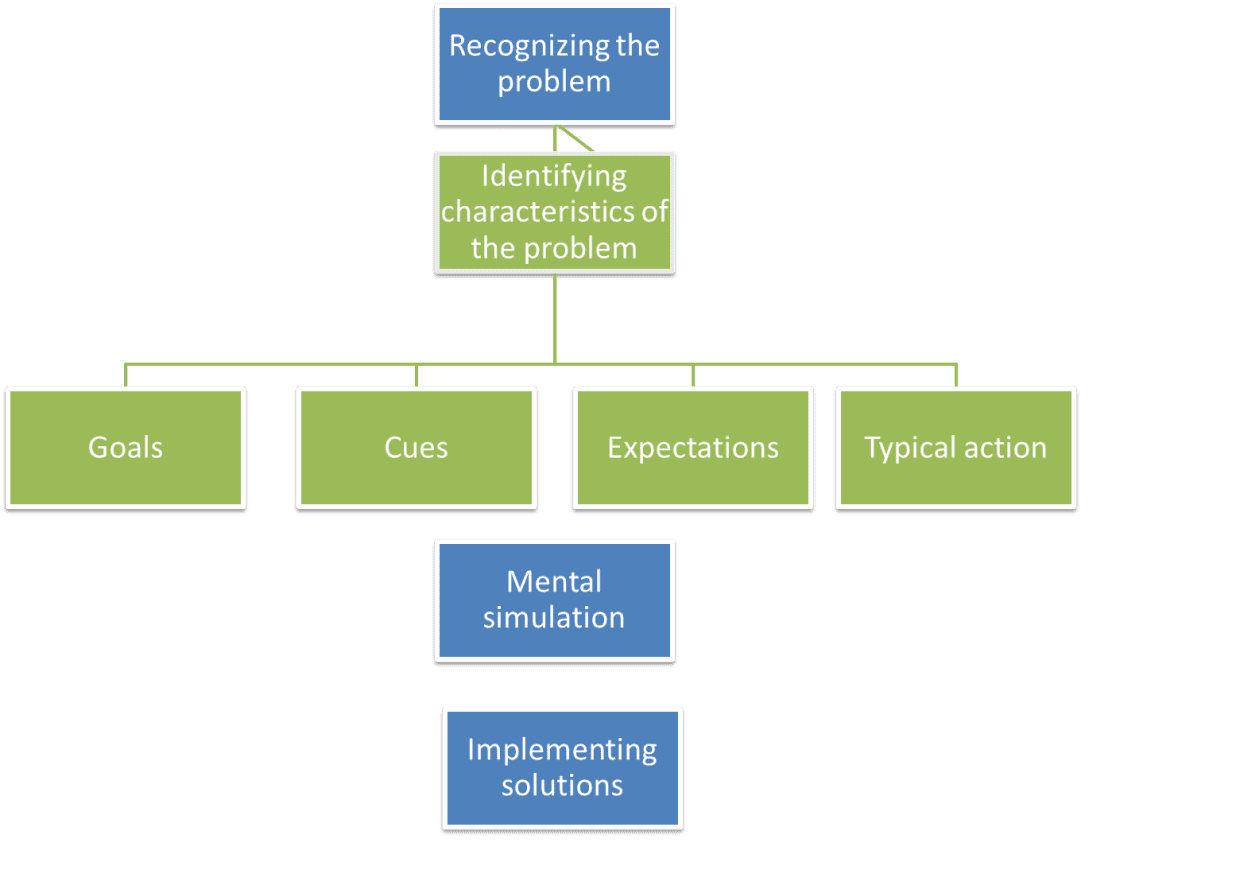 Recognizing the
problem
Identifying
characteristics of
the problem
Goals
Cues
Expectations
Typical action
Mental
simulation
Implementing
solutions